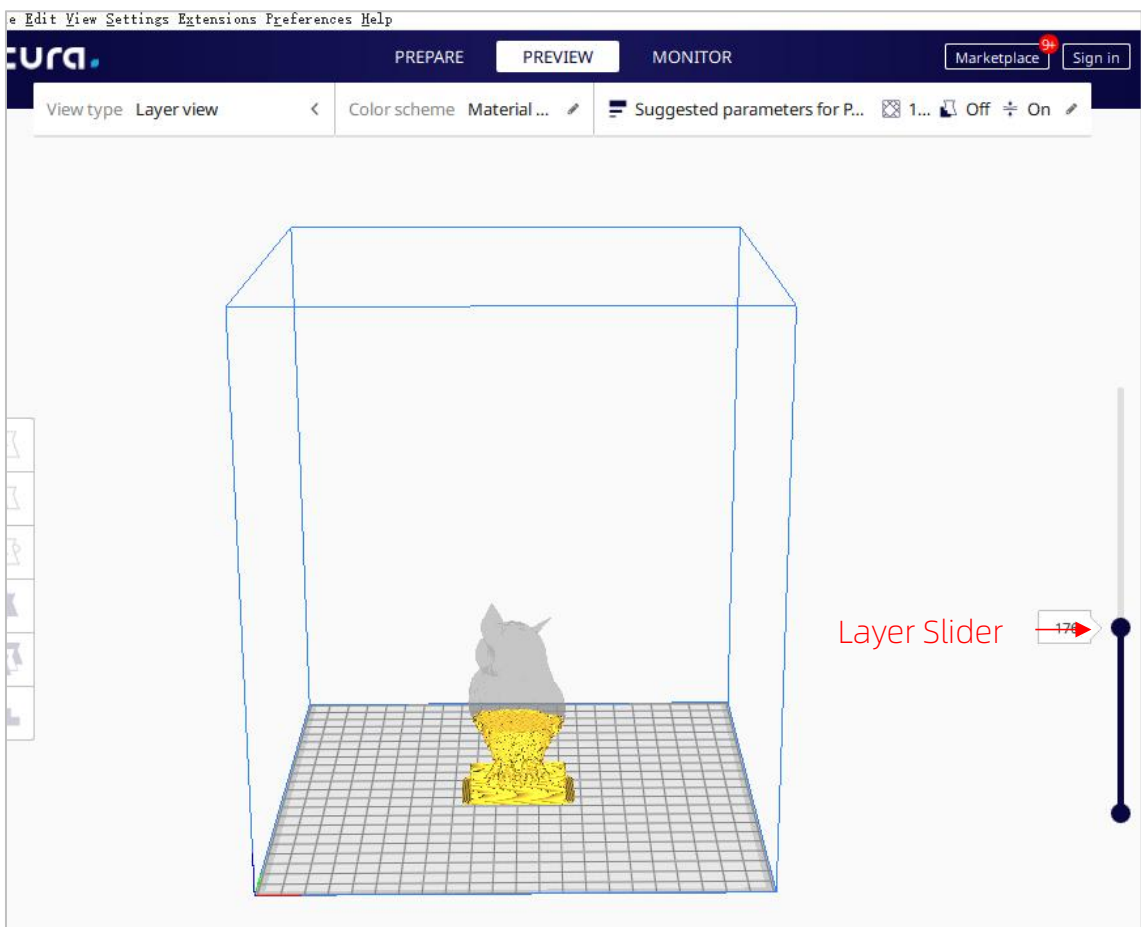 e Edit View Settings Extensions Preferences Help
cura.
PREPARE PREVIEW MONITOR
Marketplace 9+ Sign in
View type Layer view < Color scheme Material ... Suggested parameters for P... 1... Off On
Layer Slider